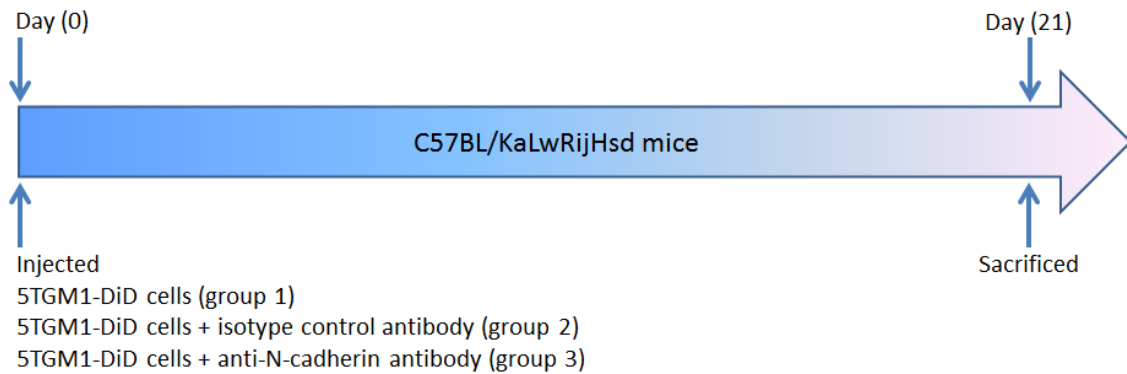 Day (0)
Day (21)
C57BL/KaLwRijHsd mice
Injected
Sacrificed
5TGM1-DiD cells (group 1)
5TGM1-DiD cells + isotype control antibody (group 2)
5TGM1-DiD cells + anti-N-cadherin antibody (group 3)